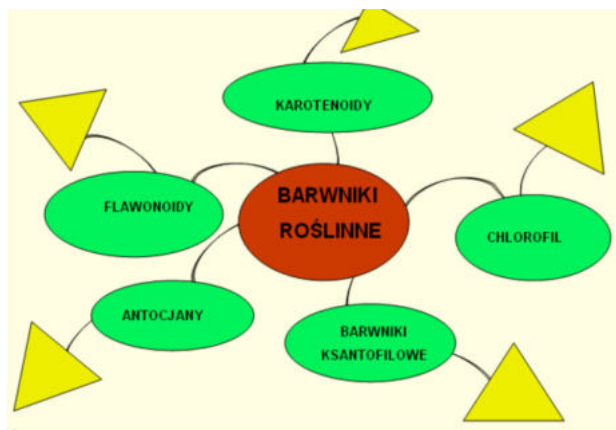 KAROTENOIDY
BARWNIKI
ROŚLINNE
FLAWONOIDY
CHLOROFIL
ANTOCJANY
BARWNIKI
KSANTOFILOWE